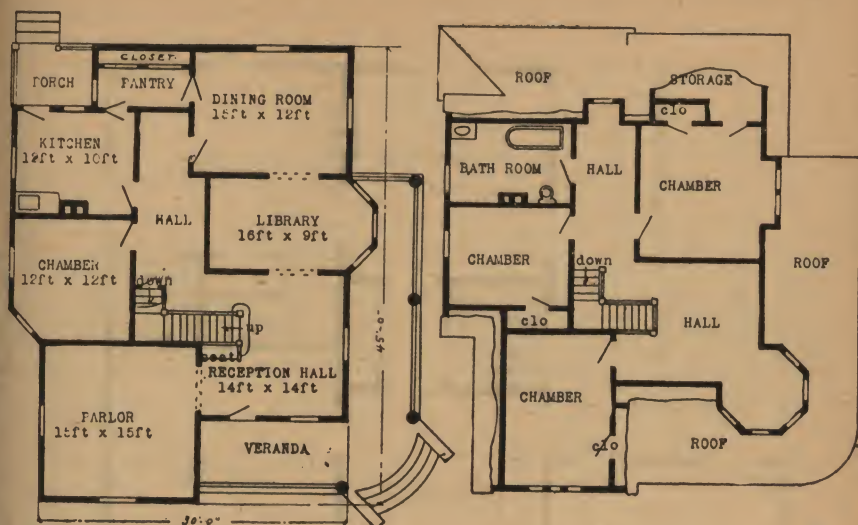 CLOSET
PORCH
PANTRY
DINING ROOM
15ft x 12ft
KITCHEN
12ft x 10ft
HALL
LIBRARY
16ft x 9ft
CHAMBER
12ft x 12ft
down
up
seat
RECEPTION HALL
14ft x 14ft
PARLOR
15ft x 15ft
VERANDA
45'-0"
30'-0"
ROOF
STORAGE
clo
BATH ROOM
HALL
CHAMBER
CHAMBER
down
ROOF
clo
HALL
CHAMBER
clo
ROOF